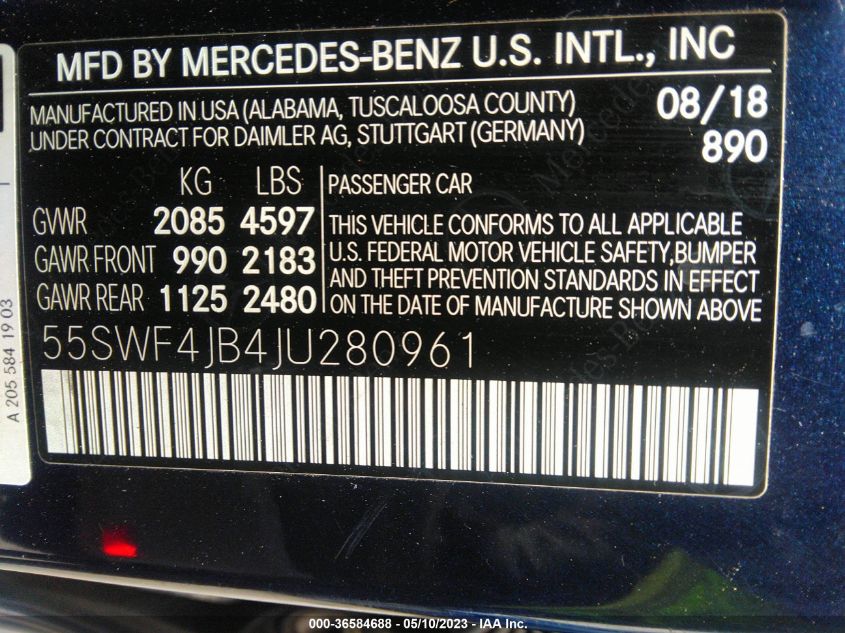 MFD BY MERCEDES-BENZ U.S. INTL., INC
MANUFACTURED IN USA (ALABAMA, TUSCALOOSA COUNTY) 08/18
UNDER CONTRACT FOR DAIMLER AG, STUTTGART (GERMANY) 890
KG LBS PASSENGER CAR
GVWR 2085 4597
GAWR FRONT 990 2183
GAWR REAR 1125 2480
THIS VEHICLE CONFORMS TO ALL APPLICABLE
U.S. FEDERAL MOTOR VEHICLE SAFETY,BUMPER
AND THEFT PREVENTION STANDARDS IN EFFECT
ON THE DATE OF MANUFACTURE SHOWN ABOVE
55SWF4JB4JU280961
A 205 584 19 03
000-36584688 - 05/10/2023 - IAA Inc.